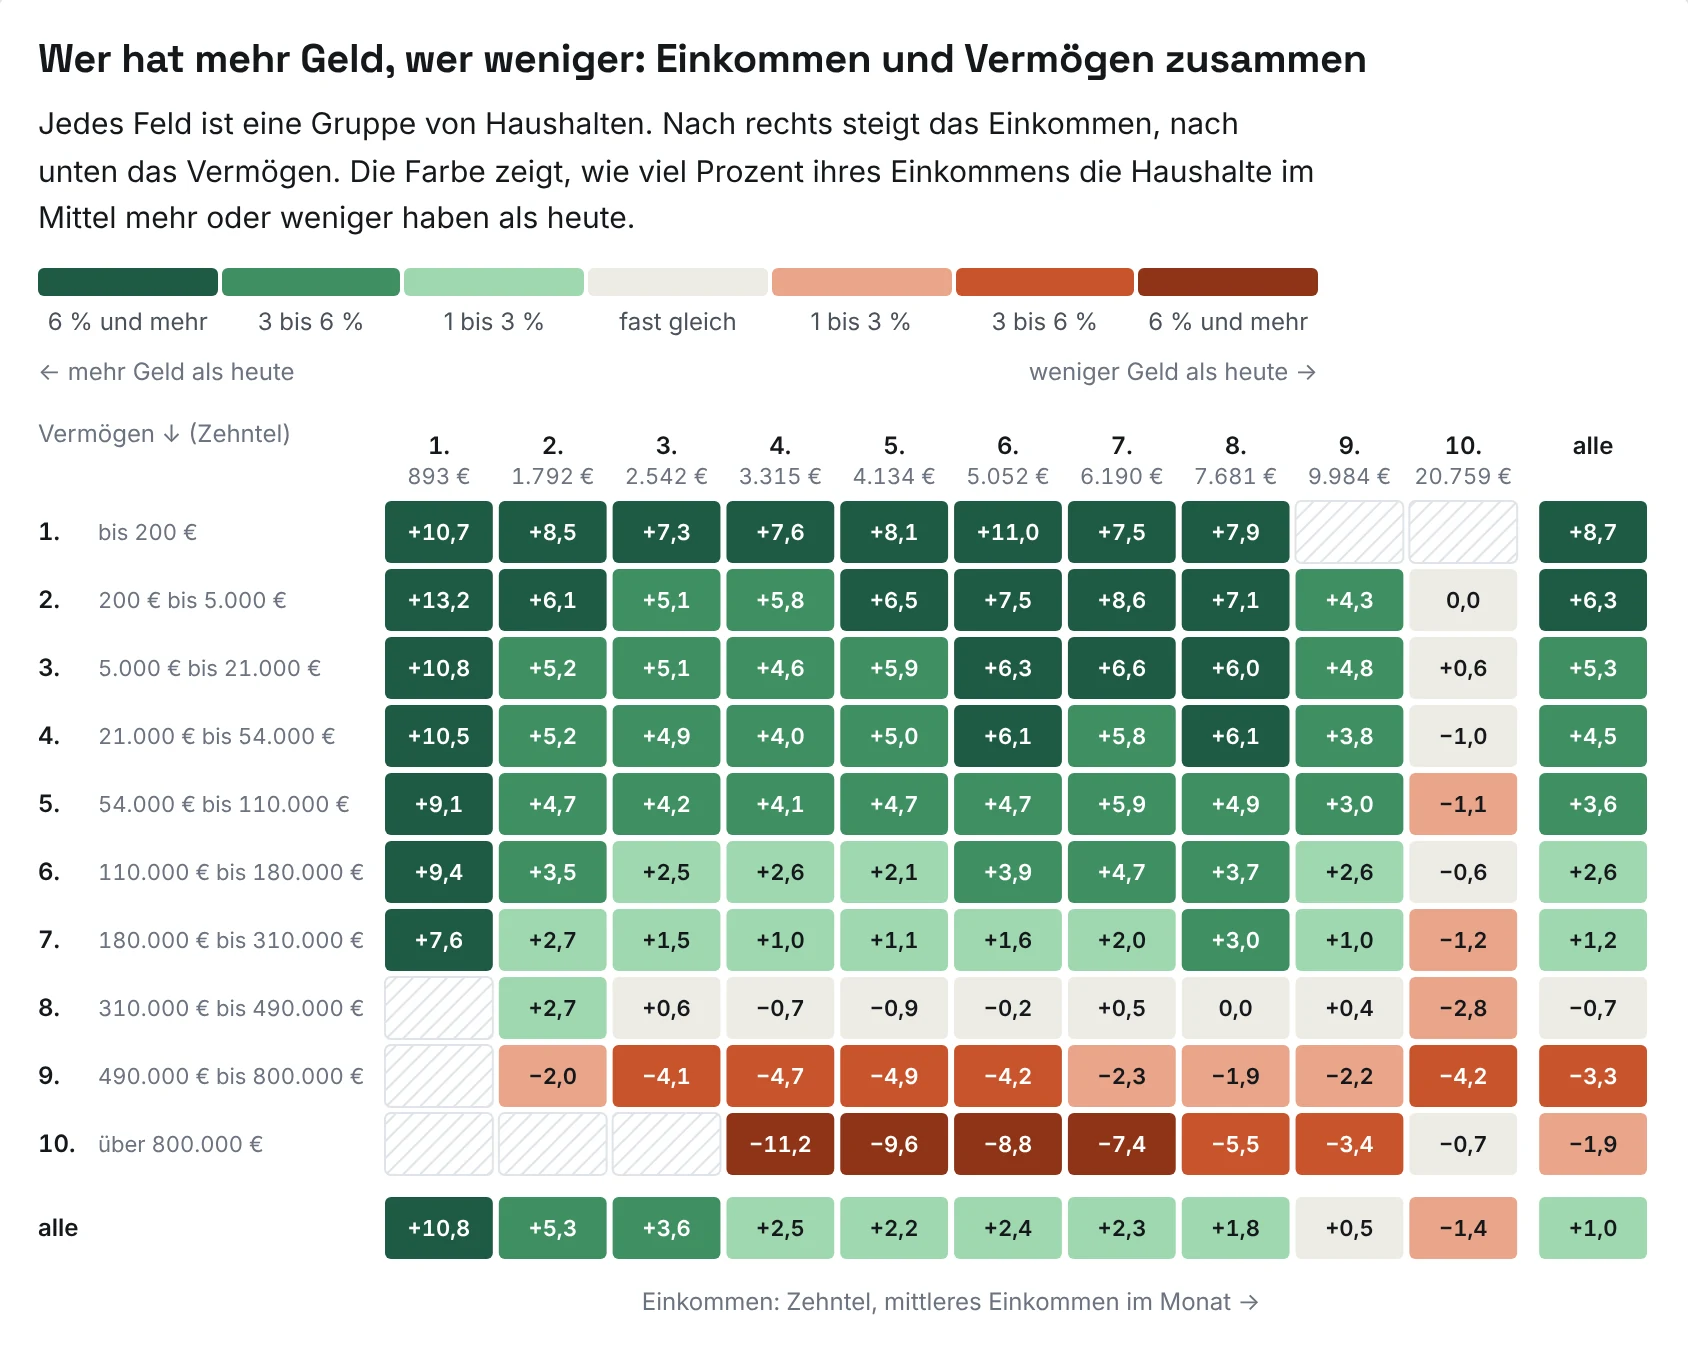 Wer hat mehr Geld, wer weniger: Einkommen und Vermögen zusammen
Jedes Feld ist eine Gruppe von Haushalten. Nach rechts steigt das Einkommen, nach
unten das Vermögen. Die Farbe zeigt, wie viel Prozent ihres Einkommens die Haushalte im
Mittel mehr oder weniger haben als heute.
6 % und mehr 3 bis 6 % 1 bis 3 % fast gleich 1 bis 3 % 3 bis 6 % 6 % und mehr
← mehr Geld als heute weniger Geld als heute →
Vermögen ↓ (Zehntel)
1. 2. 3. 4. 5. 6. 7. 8. 9. 10. alle
893 € 1.792 € 2.542 € 3.315 € 4.134 € 5.052 € 6.190 € 7.681 € 9.984 € 20.759 €
1. bis 200 € +10,7 +8,5 +7,3 +7,6 +8,1 +11,0 +7,5 +7,9 +8,7
2. 200 € bis 5.000 € +13,2 +6,1 +5,1 +5,8 +6,5 +7,5 +8,6 +7,1 +4,3 0,0 +6,3
3. 5.000 € bis 21.000 € +10,8 +5,2 +5,1 +4,6 +5,9 +6,3 +6,6 +6,0 +4,8 +0,6 +5,3
4. 21.000 € bis 54.000 € +10,5 +5,2 +4,9 +4,0 +5,0 +6,1 +5,8 +6,1 +3,8 −1,0 +4,5
5. 54.000 € bis 110.000 € +9,1 +4,7 +4,2 +4,1 +4,7 +4,7 +5,9 +4,9 +3,0 −1,1 +3,6
6. 110.000 € bis 180.000 € +9,4 +3,5 +2,5 +2,6 +2,1 +3,9 +4,7 +3,7 +2,6 −0,6 +2,6
7. 180.000 € bis 310.000 € +7,6 +2,7 +1,5 +1,0 +1,1 +1,6 +2,0 +3,0 +1,0 −1,2 +1,2
8. 310.000 € bis 490.000 € +2,7 +0,6 −0,7 −0,9 −0,2 +0,5 0,0 +0,4 −2,8 −0,7
9. 490.000 € bis 800.000 € −2,0 −4,1 −4,7 −4,9 −4,2 −2,3 −1,9 −2,2 −4,2 −3,3
10. über 800.000 € −11,2 −9,6 −8,8 −7,4 −5,5 −3,4 −0,7 −1,9
alle +10,8 +5,3 +3,6 +2,5 +2,2 +2,4 +2,3 +1,8 +0,5 −1,4 +1,0
Einkommen: Zehntel, mittleres Einkommen im Monat →